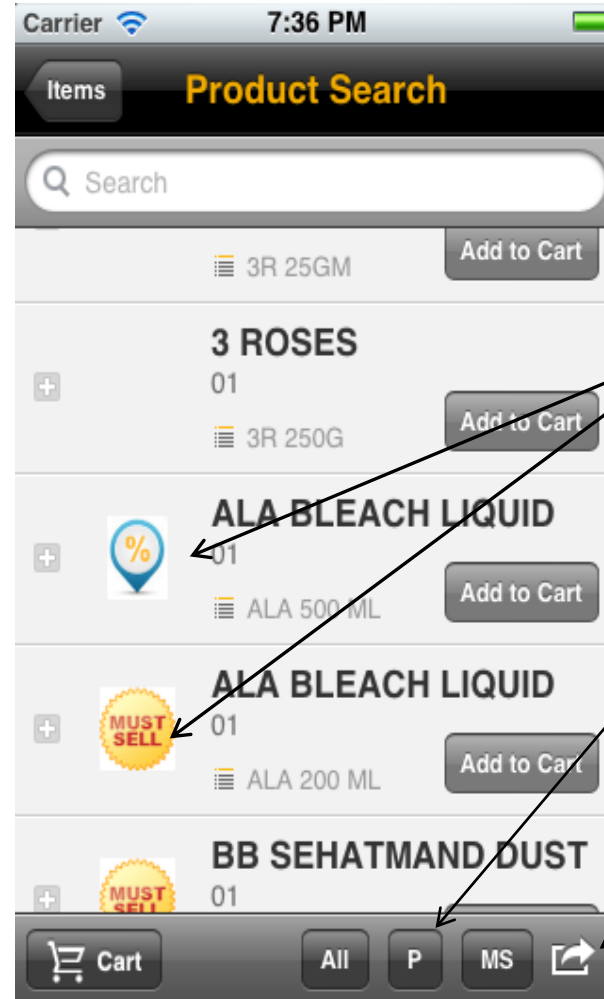 Carrier 7:36 PM
Items Product Search
Search
3R 25GM Add to Cart
3 ROSES
01
3R 250G Add to Cart
ALA BLEACH LIQUID
%
01
ALA 500 ML Add to Cart
ALA BLEACH LIQUID
MUST
SELL
01
ALA 200 ML Add to Cart
BB SEHATMAND DUST
MUST
SELL
01
Cart All P MS